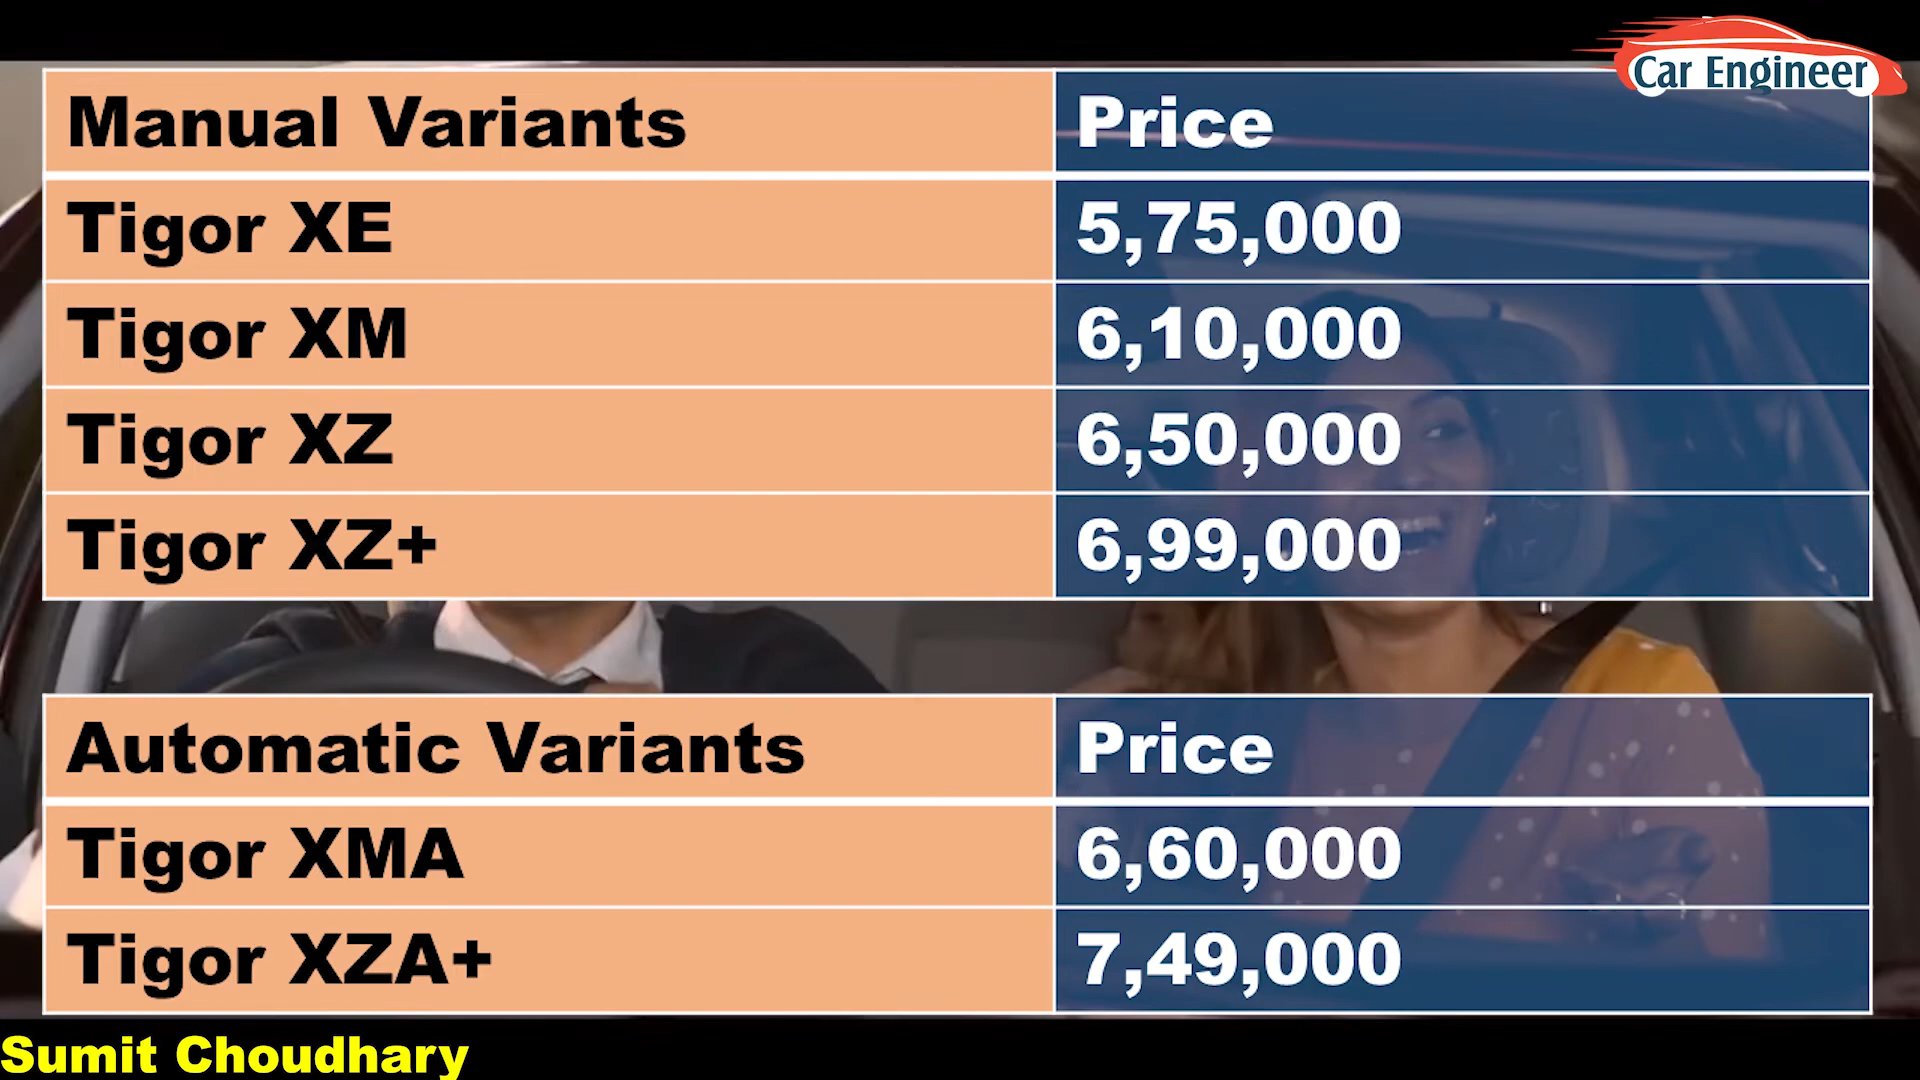 Car Engineer
Manual Variants Price
Tigor XE 5,75,000
Tigor XM 6,10,000
Tigor XZ 6,50,000
Tigor XZ+ 6,99,000
Automatic Variants Price
Tigor XMA 6,60,000
Tigor XZA+ 7,49,000
Sumit Choudhary